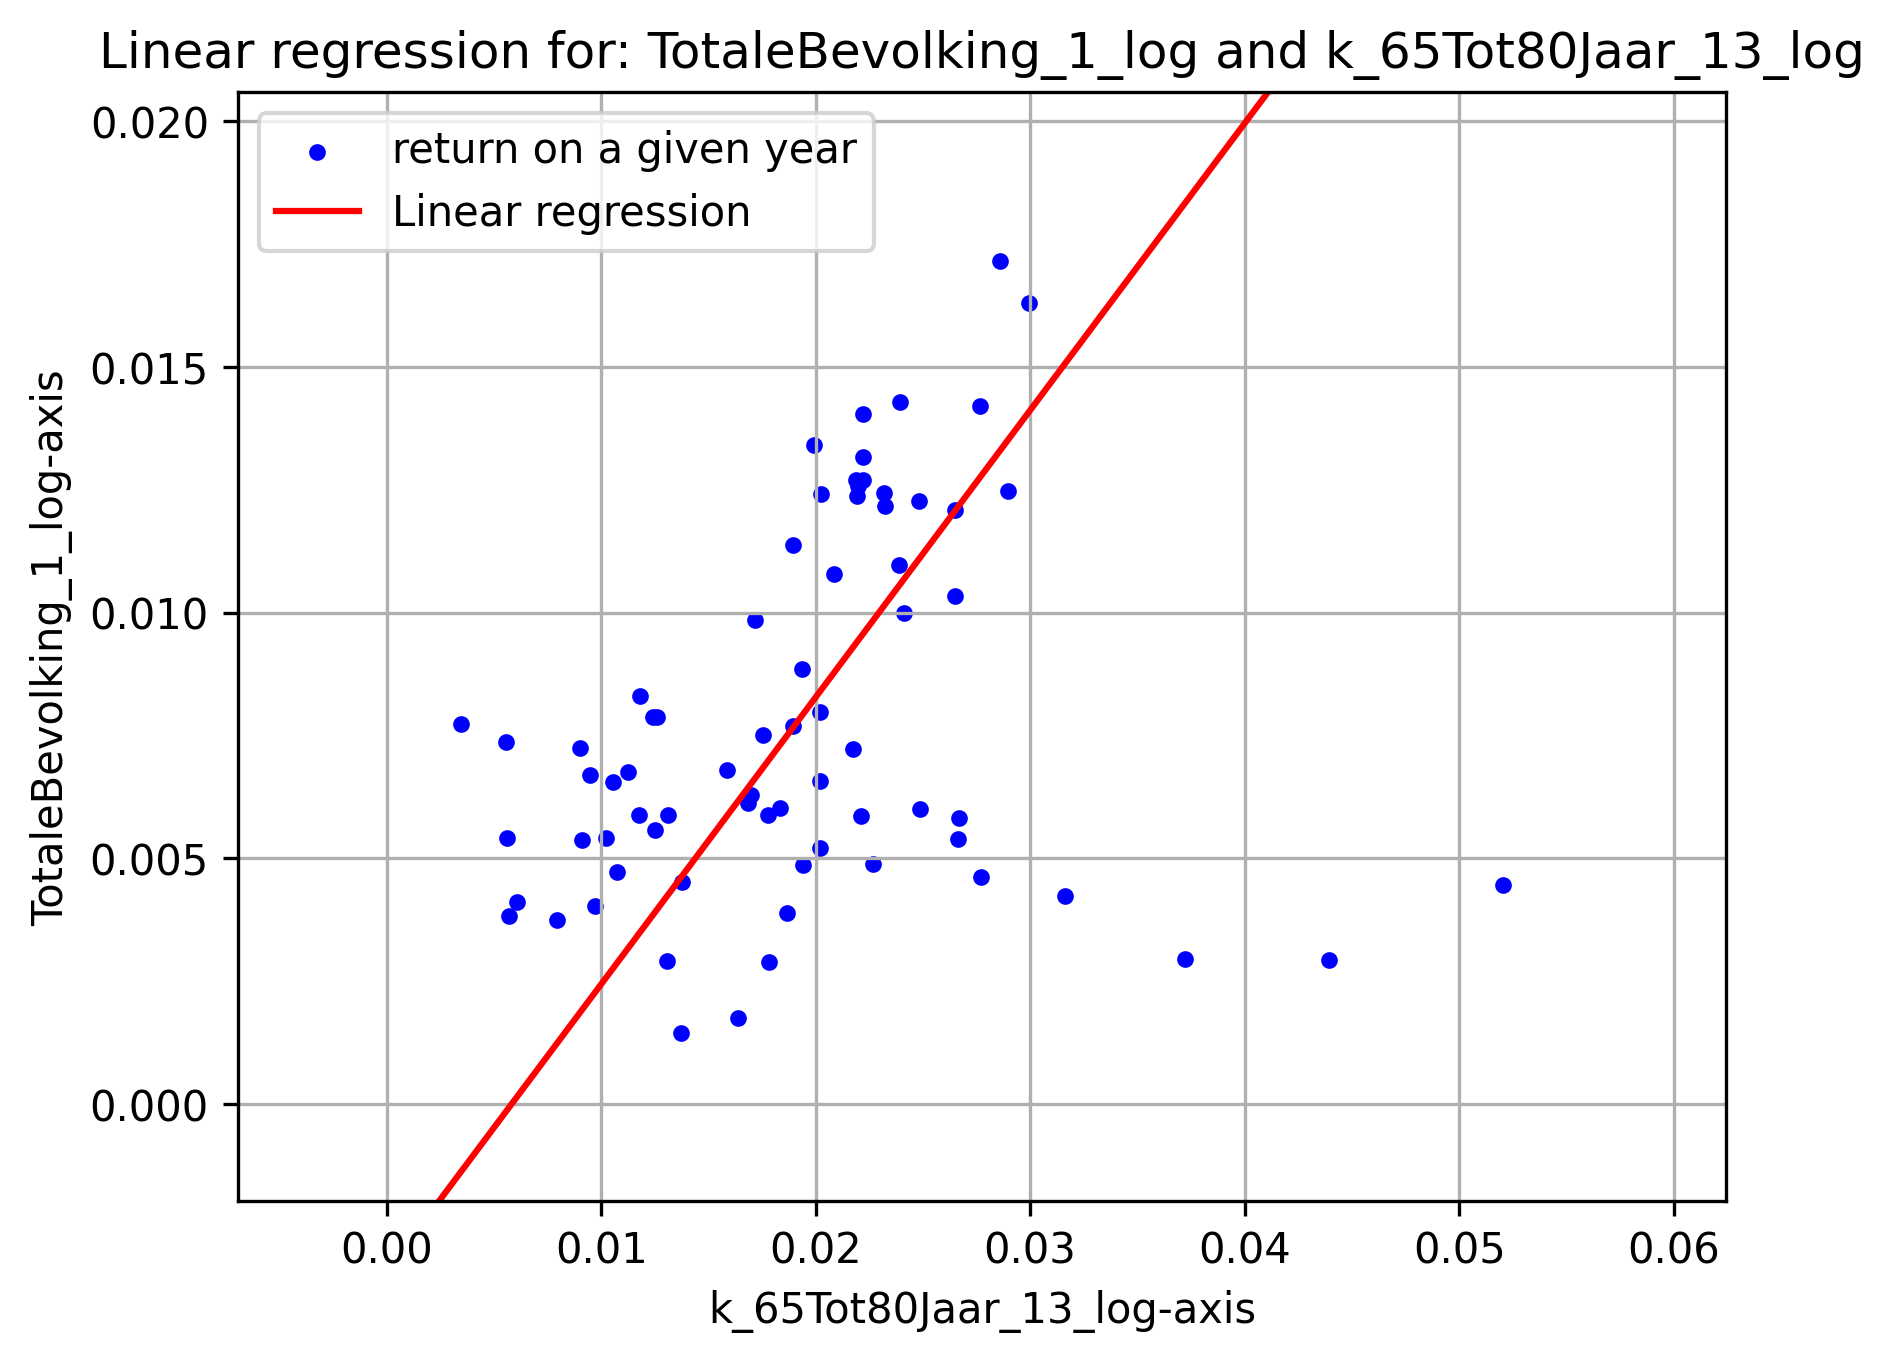 Linear regression for: TotaleBevolking_1_log and k_65Tot80Jaar_13_log
return on a given year
Linear regression
TotaleBevolking_1_log-axis
0.020
0.015
0.010
0.005
0.000
0.00 0.01 0.02 0.03 0.04 0.05 0.06
k_65Tot80Jaar_13_log-axis